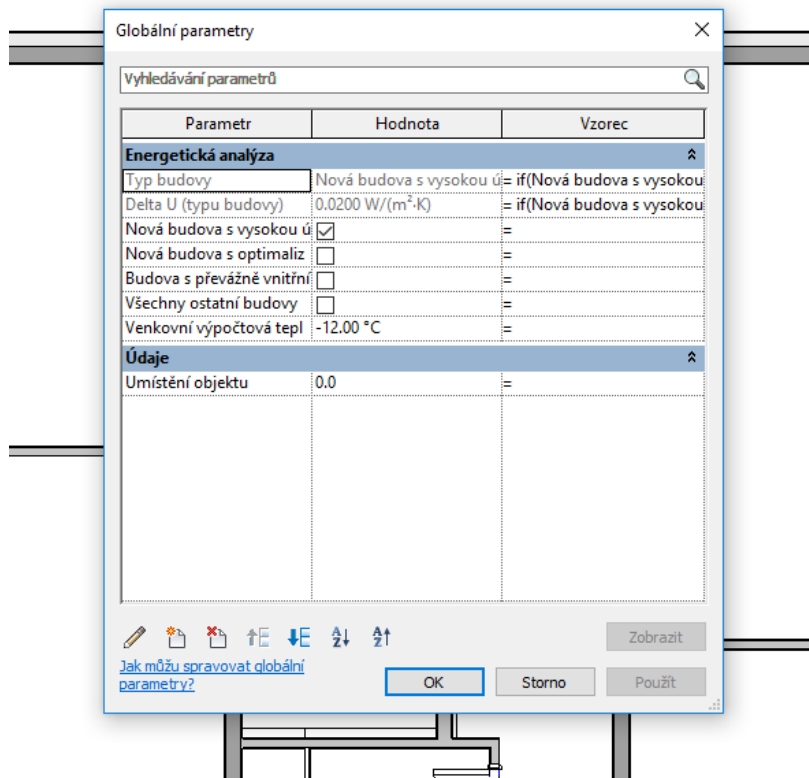 Globální parametry
Vyhledávání parametrů
Parametr Hodnota Vzorec
Energetická analýza
Typ budovy Nová budova s vysokou ú = if(Nová budova s vysokou
Delta U (typu budovy) 0.0200 W/(m²·K) = if(Nová budova s vysokou
Nová budova s vysokou ú =
Nová budova s optimaliz =
Budova s převážně vnitřní =
Všechny ostatní budovy =
Venkovní výpočtová tepl -12.00 °C =
Údaje
Umístění objektu 0.0 =
Zobrazit
Jak můžu spravovat globální
parametry?
OK Storno Použít